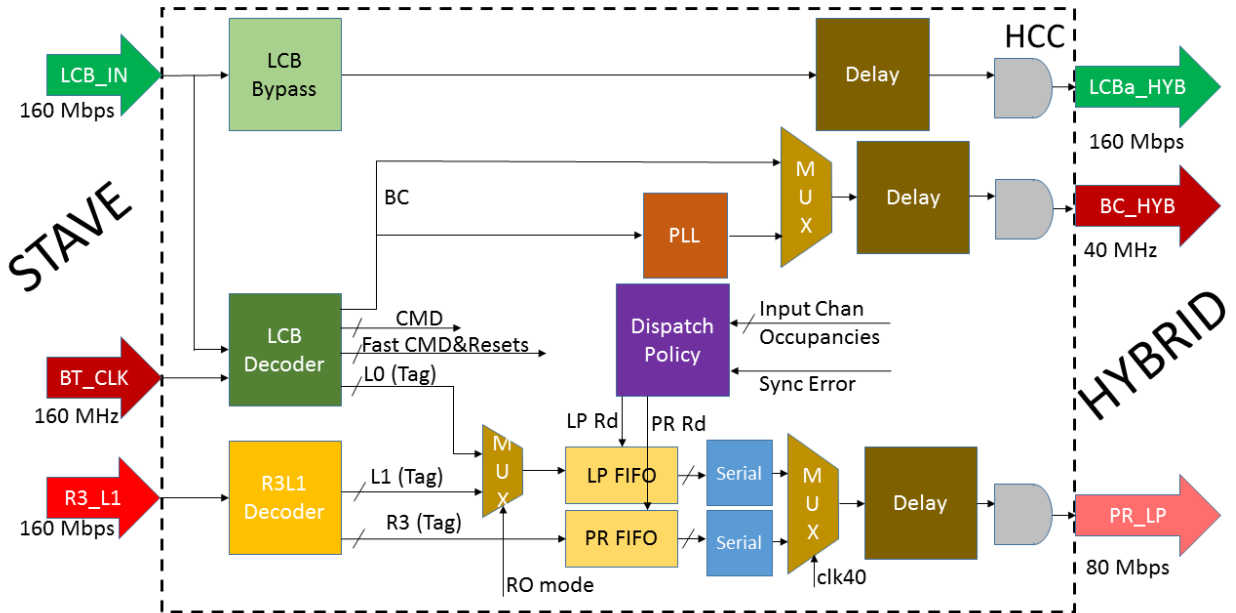 HCC
LCB_IN
160 Mbps
LCB
Bypass
Delay
LCBa_HYB
160 Mbps
STAVE
BC
PLL
M
U
X
Delay
BC_HYB
40 MHz
LCB
Decoder
CMD
Fast CMD&Resets
L0 (Tag)
BT_CLK
160 MHz
Dispatch
Policy
Input Chan
Occupancies
Sync Error
HYBRID
LP Rd
PR Rd
R3_L1
160 Mbps
R3L1
Decoder
L1 (Tag)
R3 (Tag)
M
U
X
RO mode
LP FIFO
PR FIFO
Serial
Serial
M
U
X
clk40
Delay
PR_LP
80 Mbps